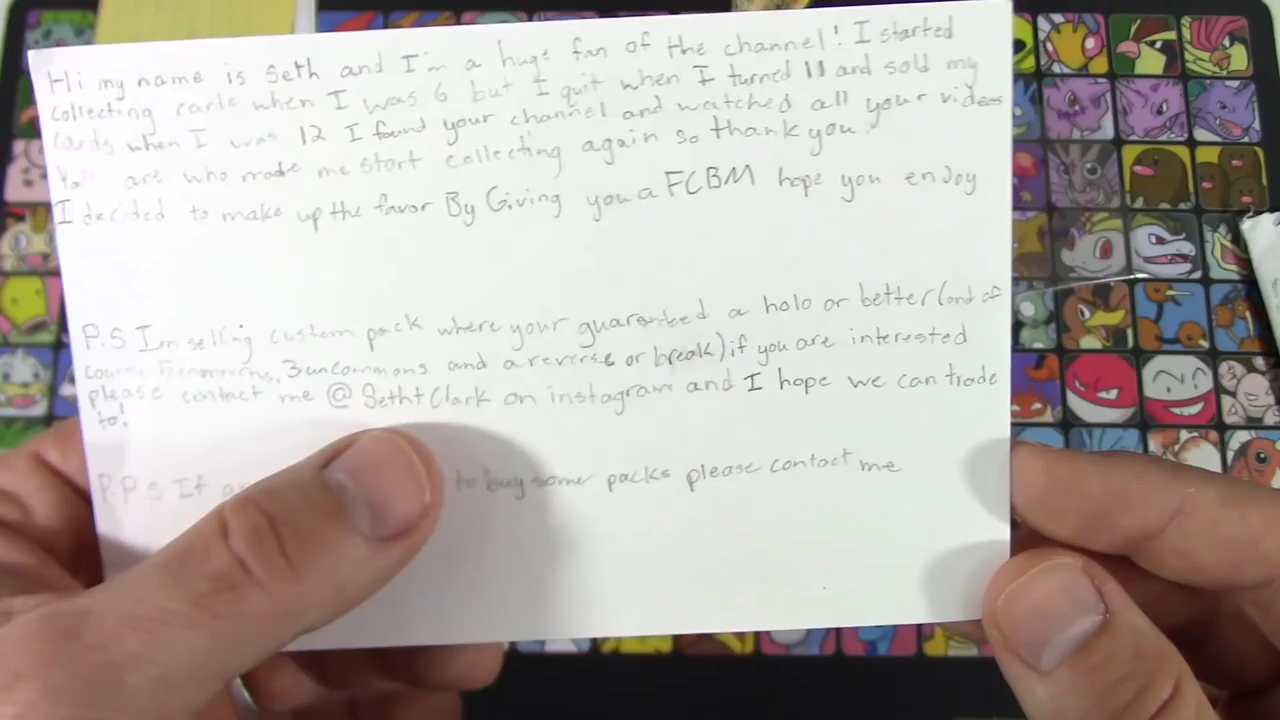 Hi my name is Seth and I'm a huge fan of the channel! I started
collecting cards when I was 6 but I quit when I turned 11 and sold my
cards when I was 12 I found your channel and watched all your videos
You are who made me start collecting again so thank you.
I decided to make up the favor By Giving you a FCBM hope you enjoy
P.S Im selling custom pack where your guaranteed a holo or better (and of
course commons, 3 uncommons and a reverse or break) if you are interested
please contact me @ SethtClark on instagram and I hope we can trade
to!
P.P S If to buy some packs please contact me